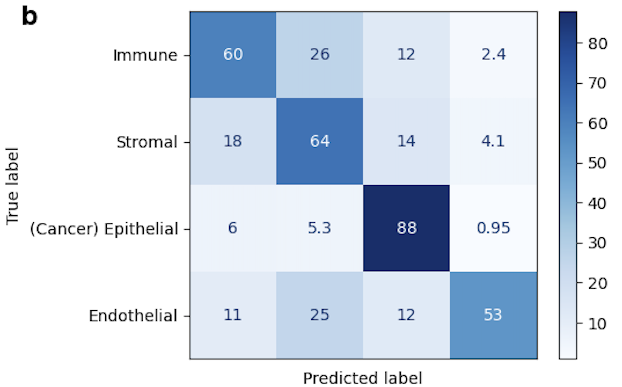 b
Immune 60 26 12 2.4
Stromal 18 64 14 4.1
(Cancer) Epithelial 6 5.3 88 0.95
Endothelial 11 25 12 53
True label
Predicted label
80
70
60
50
40
30
20
10